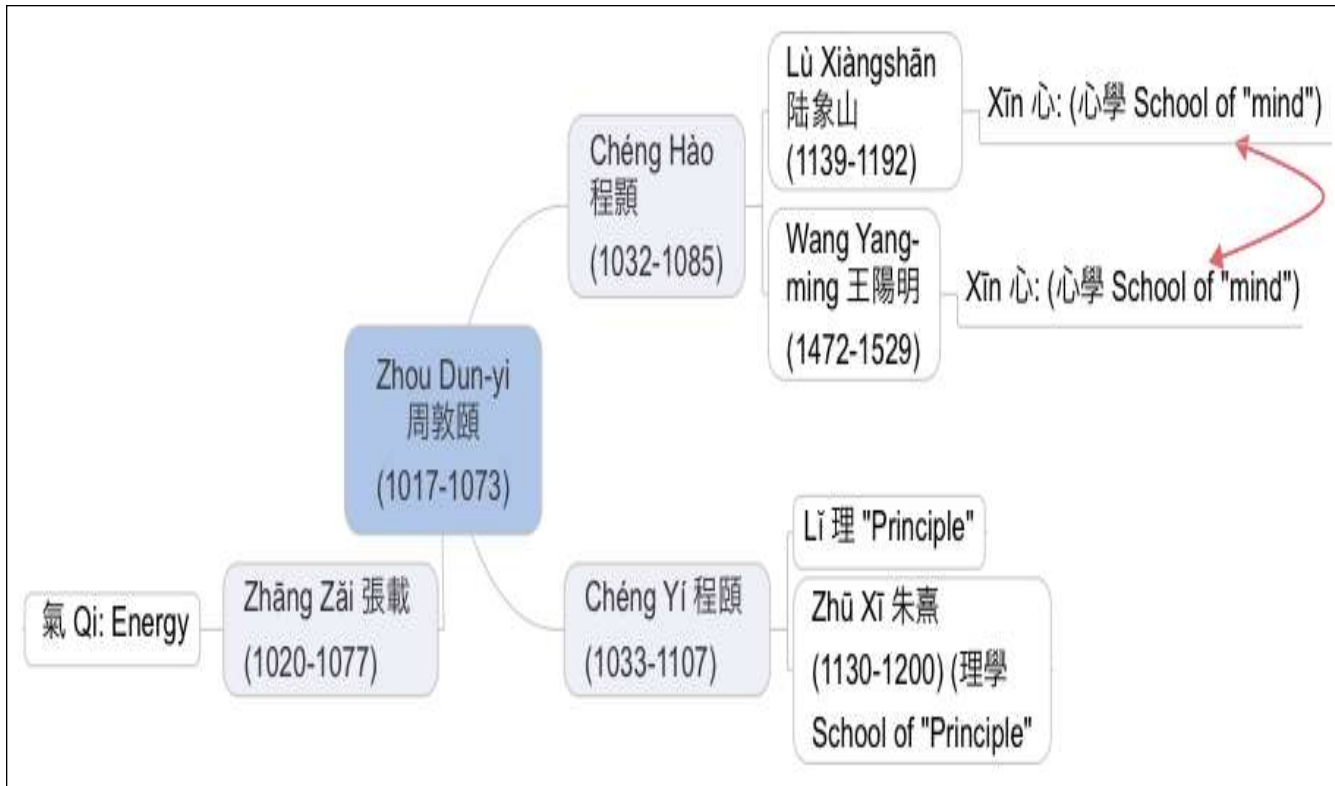 Lù Xiàngshān
陆象山
(1139-1192)
Xīn 心: (心學 School of "mind")
Chéng Hào
程顥
(1032-1085)
Wang Yang-
ming 王陽明
(1472-1529)
Xīn 心: (心學 School of "mind")
Zhou Dun-yi
周敦頤
(1017-1073)
Lǐ 理 "Principle"
氣 Qi: Energy
Zhāng Zǎi 張載
(1020-1077)
Chéng Yí 程頤
(1033-1107)
Zhū Xī 朱熹
(1130-1200) (理學
School of "Principle"